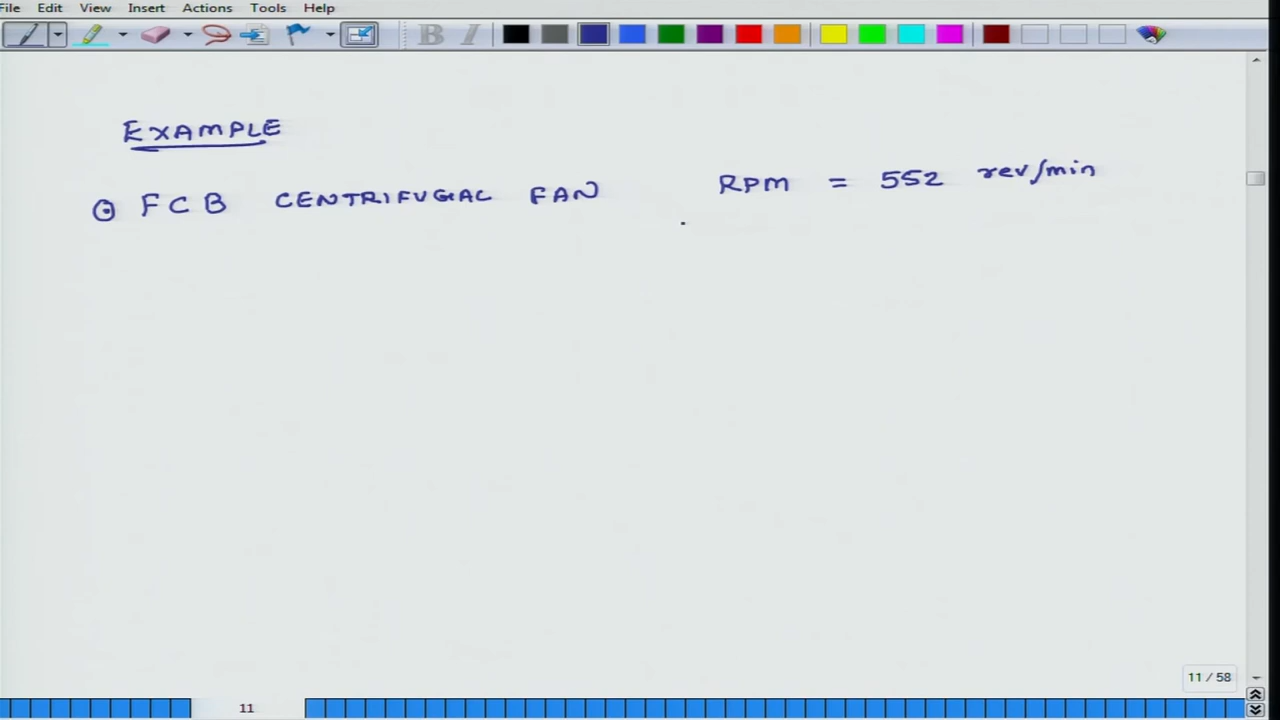 File Edit View Insert Actions Tools Help
B I
EXAMPLE
FCB CENTRIFUGAL FAN RPM = 552 rev/min
11 / 58
11